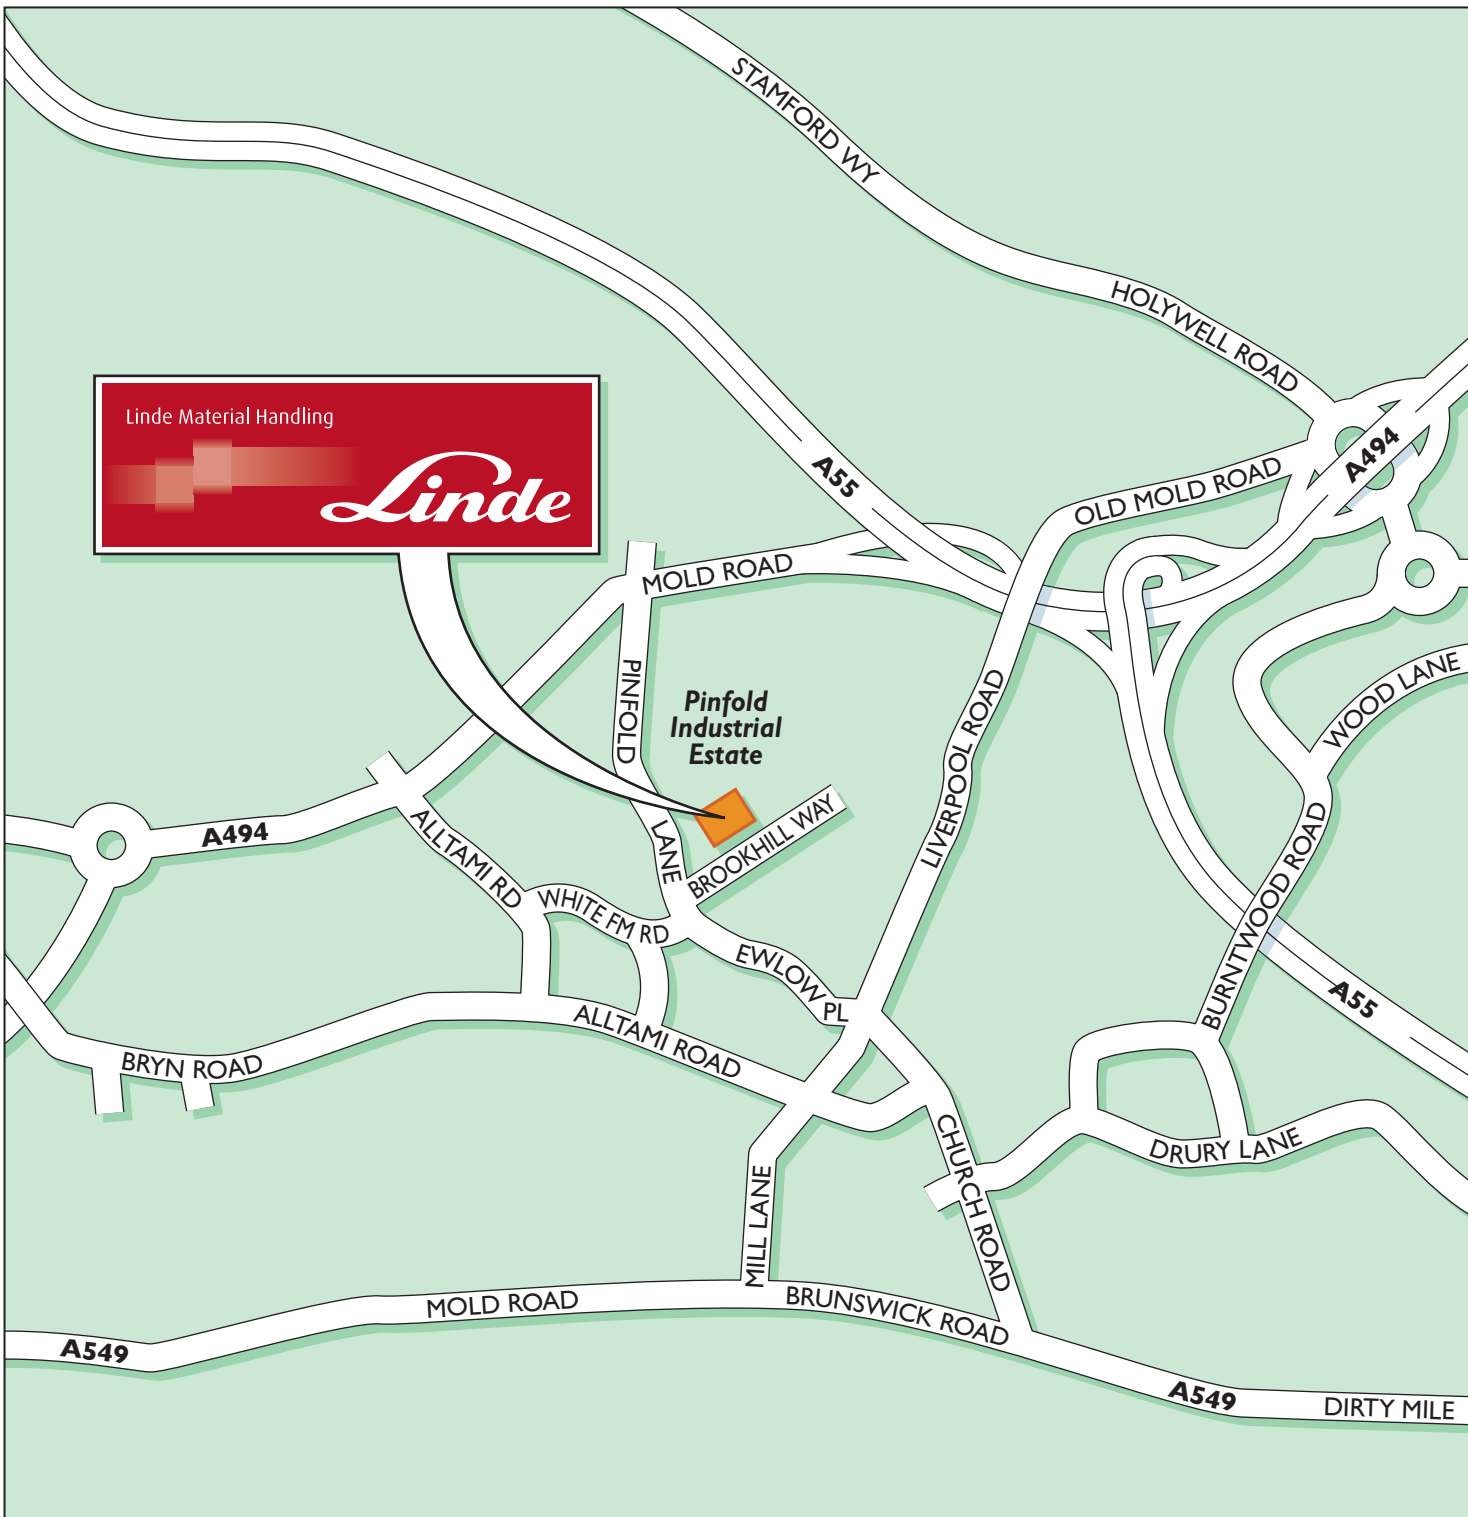 STAMFORD WY
HOLYWELL ROAD
Linde Material Handling
Linde
A55
A494
OLD MOLD ROAD
MOLD ROAD
PINFOLD
LANE
Pinfold
Industrial
Estate
WOOD LANE
LIVERPOOL ROAD
BROOKHILL WAY
A494
ALLTAMI RD
WHITE FM RD
EWLOW PL
BURNTWOOD ROAD
A55
BRYN ROAD
ALLTAMI ROAD
CHURCH ROAD
DRURY LANE
MILL LANE
MOLD ROAD
BRUNSWICK ROAD
A549
A549
DIRTY MILE